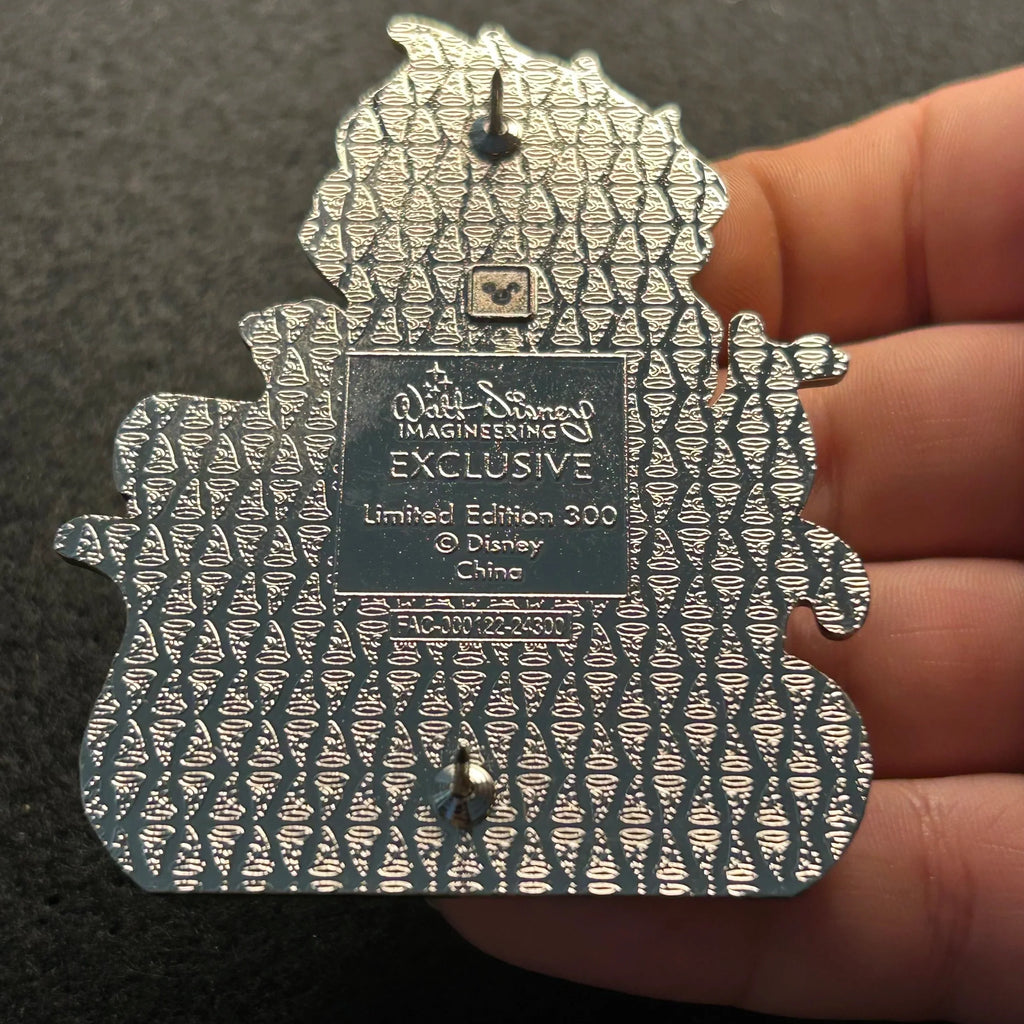 Walt Disney
IMAGINEERING
EXCLUSIVE
Limited Edition 300
© Disney
China
FAC-000122-24300